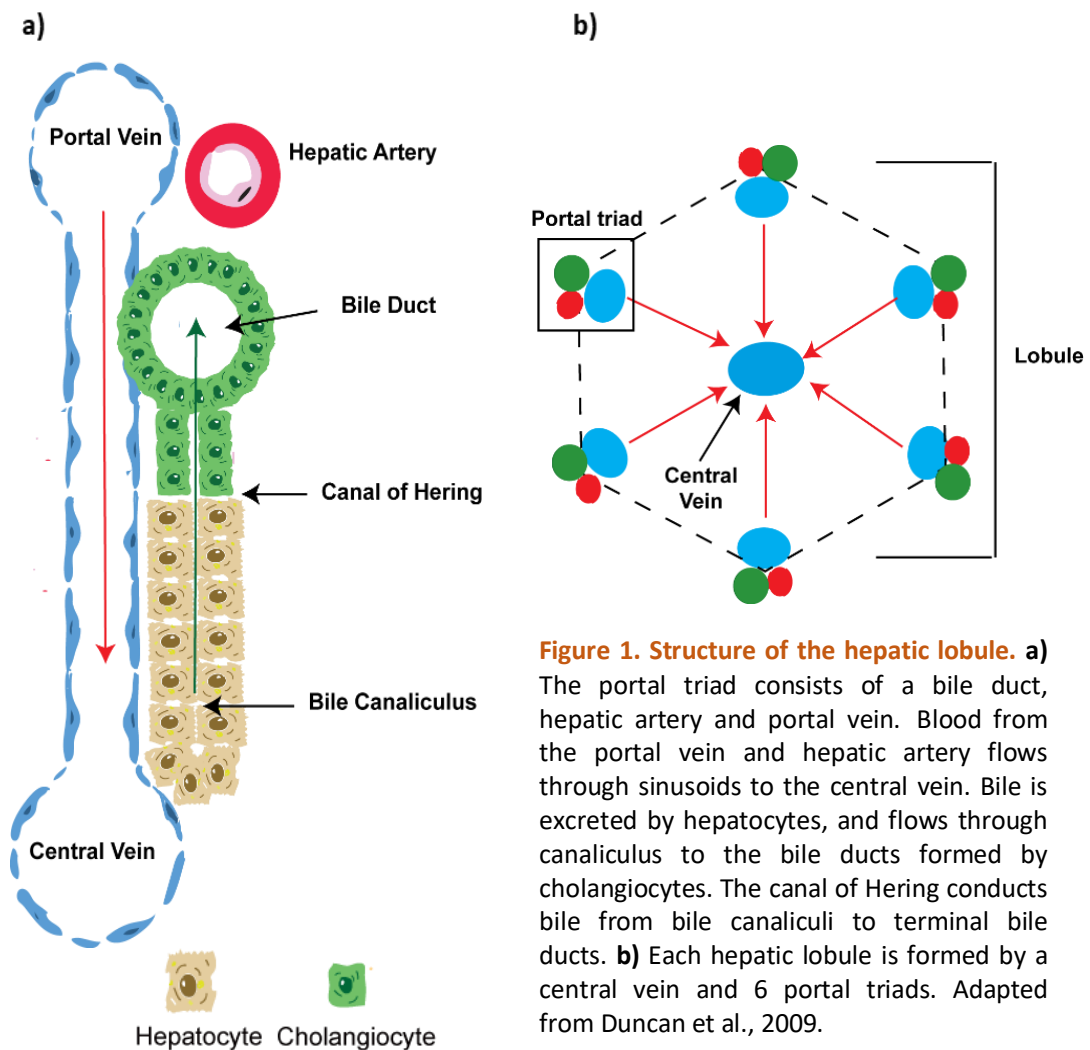 a)
Portal Vein
Hepatic Artery
Bile Duct
Canal of Hering
Bile Canaliculus
Central Vein
Hepatocyte
Cholangiocyte
b)
Portal triad
Lobule
Central
Vein
Figure 1. Structure of the hepatic lobule. a)
The portal triad consists of a bile duct,
hepatic artery and portal vein. Blood from
the portal vein and hepatic artery flows
through sinusoids to the central vein. Bile is
excreted by hepatocytes, and flows through
canaliculus to the bile ducts formed by
cholangiocytes. The canal of Hering conducts
bile from bile canaliculi to terminal bile
ducts. b) Each hepatic lobule is formed by a
central vein and 6 portal triads. Adapted
from Duncan et al., 2009.